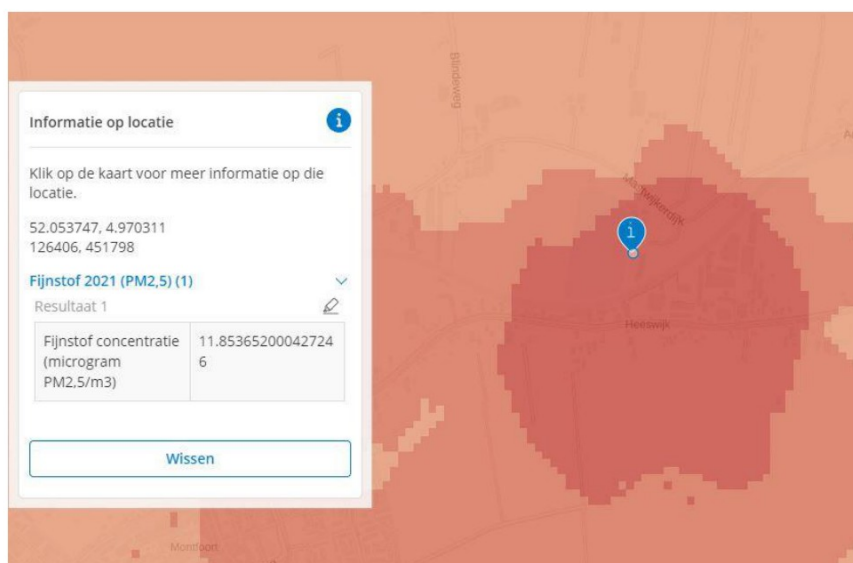 Blindeweg
Informatie op locatie
i
Klik op de kaart voor meer informatie op die
locatie.
52.053747, 4.970311
126406, 451798
Fijnstof 2021 (PM2,5) (1)
Resultaat 1
Fijnstof concentratie
(microgram
PM2,5/m3)
11.85365200042724
6
Wissen
Mastwijkerdijk
i
Heeswijk
Montfoort